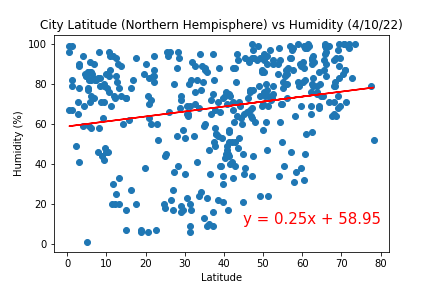 City Latitude (Northern Hempisphere) vs Humidity (4/10/22)
100
80
60
40
20
0
Humidity (%)
y = 0.25x + 58.95
0 10 20 30 40 50 60 70 80
Latitude